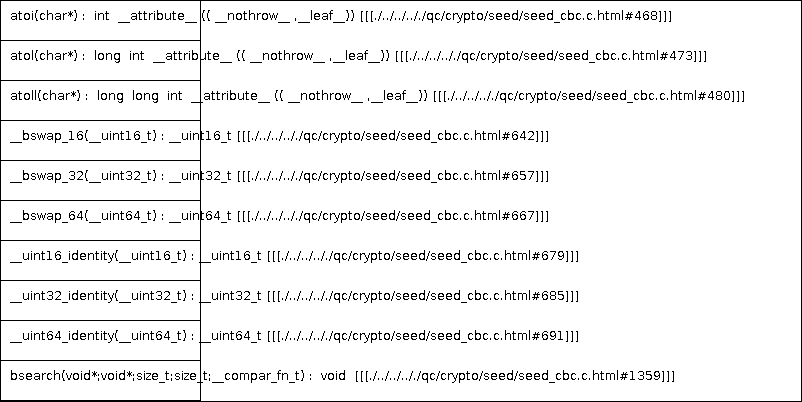 atoi(char*) : int __attribute__ (( __nothrow__ ,__leaf__)) [[[./../../../qc/crypto/seed/seed_cbc.c.html#468]]]
atol(char*) : long int __attribute__ (( __nothrow__ ,__leaf__)) [[[./../../../qc/crypto/seed/seed_cbc.c.html#473]]]
atoll(char*) : long long int __attribute__ (( __nothrow__ ,__leaf__)) [[[./../../../qc/crypto/seed/seed_cbc.c.html#480]]]
__bswap_16(__uint16_t) : __uint16_t [[[./../../../qc/crypto/seed/seed_cbc.c.html#642]]]
__bswap_32(__uint32_t) : __uint32_t [[[./../../../qc/crypto/seed/seed_cbc.c.html#657]]]
__bswap_64(__uint64_t) : __uint64_t [[[./../../../qc/crypto/seed/seed_cbc.c.html#667]]]
__uint16_identity(__uint16_t) : __uint16_t [[[./../../../qc/crypto/seed/seed_cbc.c.html#679]]]
__uint32_identity(__uint32_t) : __uint32_t [[[./../../../qc/crypto/seed/seed_cbc.c.html#685]]]
__uint64_identity(__uint64_t) : __uint64_t [[[./../../../qc/crypto/seed/seed_cbc.c.html#691]]]
bsearch(void*;void*;size_t;size_t;__compar_fn_t) : void [[[./../../../qc/crypto/seed/seed_cbc.c.html#1359]]]